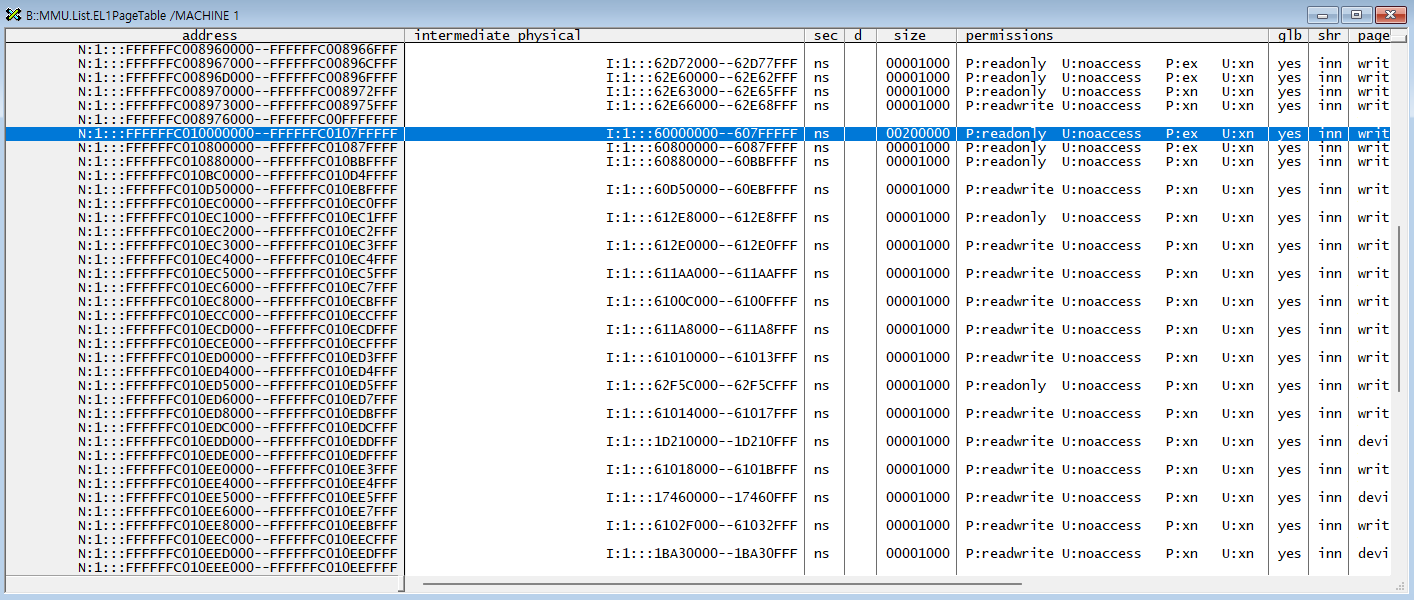 B::MMU.List.EL1PageTable /MACHINE 1
address intermediate physical sec d size permissions glb shr page
N:1:::FFFFFFC008960000--FFFFFFC008966FFF
N:1:::FFFFFFC008967000--FFFFFFC00896CFFF I:1:::62D72000--62D77FFF ns 00001000 P:readonly U:noaccess P:ex U:xn yes inn writ
N:1:::FFFFFFC00896D000--FFFFFFC00896FFFF I:1:::62E60000--62E62FFF ns 00001000 P:readonly U:noaccess P:ex U:xn yes inn writ
N:1:::FFFFFFC008970000--FFFFFFC008972FFF I:1:::62E63000--62E65FFF ns 00001000 P:readonly U:noaccess P:xn U:xn yes inn writ
N:1:::FFFFFFC008973000--FFFFFFC008975FFF I:1:::62E66000--62E68FFF ns 00001000 P:readwrite U:noaccess P:xn U:xn yes inn writ
N:1:::FFFFFFC008976000--FFFFFFC00FFFFFFF
N:1:::FFFFFFC010000000--FFFFFFC0107FFFFF I:1:::60000000--607FFFFF ns 00200000 P:readonly U:noaccess P:ex U:xn yes inn writ
N:1:::FFFFFFC010800000--FFFFFFC01087FFFF I:1:::60800000--6087FFFF ns 00001000 P:readonly U:noaccess P:ex U:xn yes inn writ
N:1:::FFFFFFC010880000--FFFFFFC010BBFFFF I:1:::60880000--60BBFFFF ns 00001000 P:readonly U:noaccess P:xn U:xn yes inn writ
N:1:::FFFFFFC010BC0000--FFFFFFC010D4FFFF
N:1:::FFFFFFC010D50000--FFFFFFC010EBFFFF I:1:::60D50000--60EBFFFF ns 00001000 P:readwrite U:noaccess P:xn U:xn yes inn writ
N:1:::FFFFFFC010EC0000--FFFFFFC010EC0FFF
N:1:::FFFFFFC010EC1000--FFFFFFC010EC1FFF I:1:::612E8000--612E8FFF ns 00001000 P:readonly U:noaccess P:xn U:xn yes inn writ
N:1:::FFFFFFC010EC2000--FFFFFFC010EC2FFF
N:1:::FFFFFFC010EC3000--FFFFFFC010EC3FFF I:1:::612E0000--612E0FFF ns 00001000 P:readwrite U:noaccess P:xn U:xn yes inn writ
N:1:::FFFFFFC010EC4000--FFFFFFC010EC4FFF
N:1:::FFFFFFC010EC5000--FFFFFFC010EC5FFF I:1:::611AA000--611AAFFF ns 00001000 P:readwrite U:noaccess P:xn U:xn yes inn writ
N:1:::FFFFFFC010EC6000--FFFFFFC010EC7FFF
N:1:::FFFFFFC010EC8000--FFFFFFC010ECBFFF I:1:::6100C000--6100FFFF ns 00001000 P:readwrite U:noaccess P:xn U:xn yes inn writ
N:1:::FFFFFFC010ECC000--FFFFFFC010ECCFFF
N:1:::FFFFFFC010ECD000--FFFFFFC010ECDFFF I:1:::611A8000--611A8FFF ns 00001000 P:readwrite U:noaccess P:xn U:xn yes inn writ
N:1:::FFFFFFC010ECE000--FFFFFFC010ECFFFF
N:1:::FFFFFFC010ED0000--FFFFFFC010ED3FFF I:1:::61010000--61013FFF ns 00001000 P:readwrite U:noaccess P:xn U:xn yes inn writ
N:1:::FFFFFFC010ED4000--FFFFFFC010ED4FFF
N:1:::FFFFFFC010ED5000--FFFFFFC010ED5FFF I:1:::62F5C000--62F5CFFF ns 00001000 P:readonly U:noaccess P:xn U:xn yes inn writ
N:1:::FFFFFFC010ED6000--FFFFFFC010ED7FFF
N:1:::FFFFFFC010ED8000--FFFFFFC010EDBFFF I:1:::61014000--61017FFF ns 00001000 P:readwrite U:noaccess P:xn U:xn yes inn writ
N:1:::FFFFFFC010EDC000--FFFFFFC010EDCFFF
N:1:::FFFFFFC010EDD000--FFFFFFC010EDDFFF I:1:::1D210000--1D210FFF ns 00001000 P:readwrite U:noaccess P:xn U:xn yes inn devi
N:1:::FFFFFFC010EDE000--FFFFFFC010EDFFFF
N:1:::FFFFFFC010EE0000--FFFFFFC010EE3FFF I:1:::61018000--6101BFFF ns 00001000 P:readwrite U:noaccess P:xn U:xn yes inn writ
N:1:::FFFFFFC010EE4000--FFFFFFC010EE4FFF
N:1:::FFFFFFC010EE5000--FFFFFFC010EE5FFF I:1:::17460000--17460FFF ns 00001000 P:readwrite U:noaccess P:xn U:xn yes inn devi
N:1:::FFFFFFC010EE6000--FFFFFFC010EE7FFF
N:1:::FFFFFFC010EE8000--FFFFFFC010EEBFFF I:1:::6102F000--61032FFF ns 00001000 P:readwrite U:noaccess P:xn U:xn yes inn writ
N:1:::FFFFFFC010EEC000--FFFFFFC010EECFFF
N:1:::FFFFFFC010EED000--FFFFFFC010EEDFFF I:1:::1BA30000--1BA30FFF ns 00001000 P:readwrite U:noaccess P:xn U:xn yes inn devi
N:1:::FFFFFFC010EEE000--FFFFFFC010EEFFFF